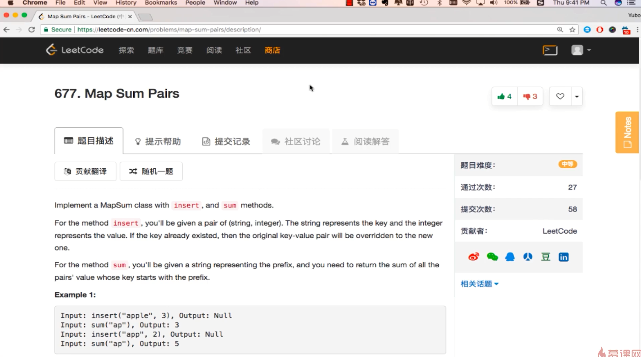 Chrome File Edit View History Bookmarks People Window Help 100% Thu 9:41 PM
Map Sum Pairs - LeetCode
Secure https://leetcode-cn.com/problems/map-sum-pairs/description/
LeetCode 探索 题库 竞赛 阅读 社区 商店
677. Map Sum Pairs
4 3
Notes
题目描述 提示帮助 提交记录 社区讨论 阅读解答
贡献翻译 随机一题
题目难度： 中等
通过次数： 27
提交次数： 58
贡献者： LeetCode
相关话题
Implement a MapSum class with insert, and sum methods.
For the method insert, you'll be given a pair of (string, integer). The string represents the key and the integer
represents the value. If the key already existed, then the original key-value pair will be overridden to the new
one.
For the method sum, you'll be given a string representing the prefix, and you need to return the sum of all the
pairs' value whose key starts with the prefix.
Example 1:
Input: insert("apple", 3), Output: Null
Input: sum("ap"), Output: 3
Input: insert("app", 2), Output: Null
Input: sum("ap"), Output: 5
慕课网